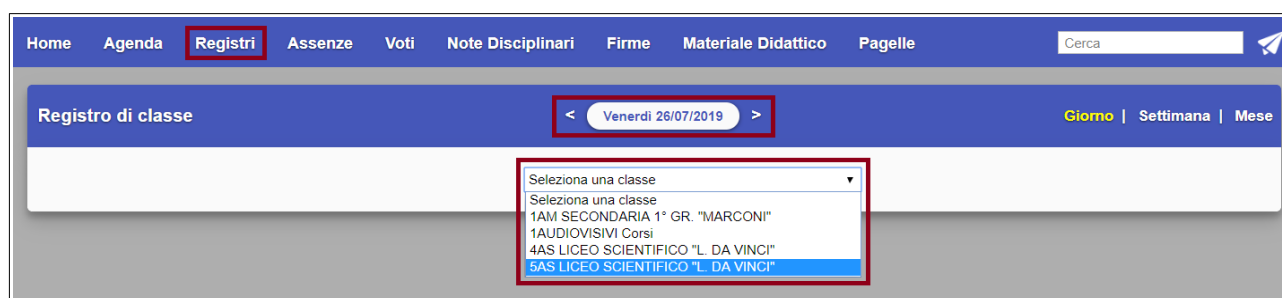 Home Agenda Registri Assenze Voti Note Disciplinari Firme Materiale Didattico Pagelle Cerca
Registro di classe < Venerdì 26/07/2019 > Giorno | Settimana | Mese
Seleziona una classe
Seleziona una classe
1AM SECONDARIA 1° GR. "MARCONI"
1AUDIOVISIVI Corsi
4AS LICEO SCIENTIFICO "L. DA VINCI"
5AS LICEO SCIENTIFICO "L. DA VINCI"